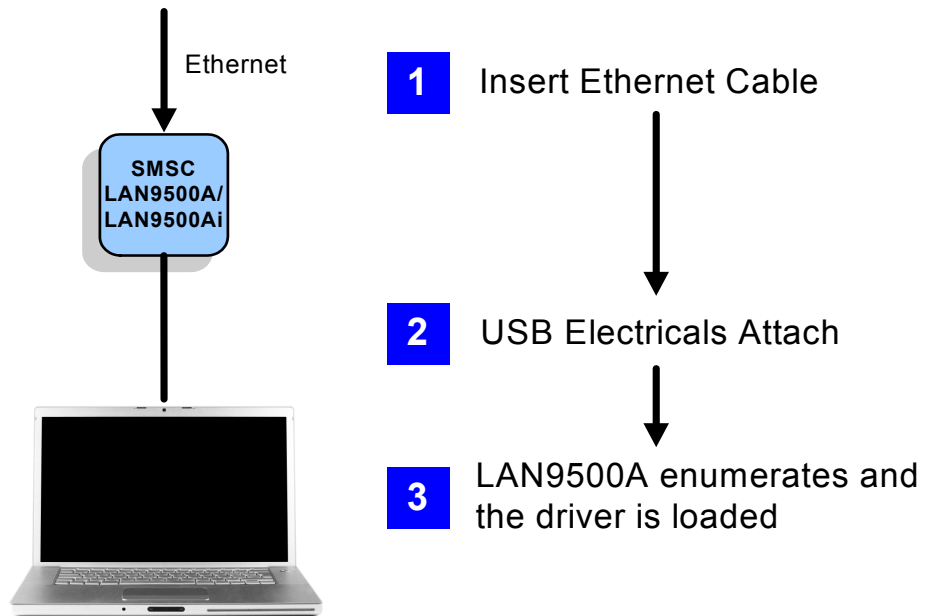 Ethernet
SMSC
LAN9500A/
LAN9500Ai
1
Insert Ethernet Cable
2
USB Electricals Attach
3
LAN9500A enumerates and
the driver is loaded